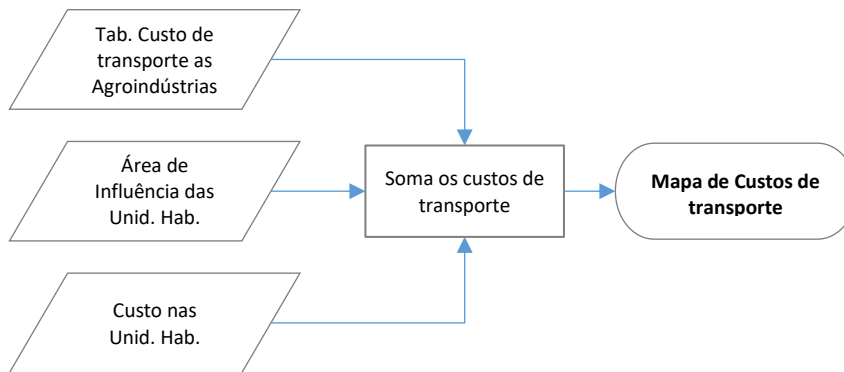 Tab. Custo de
transporte as
Agroindústrias
Área de
Influência das
Unid. Hab.
Soma os custos de
transporte
Mapa de Custos de
transporte
Custo nas
Unid. Hab.